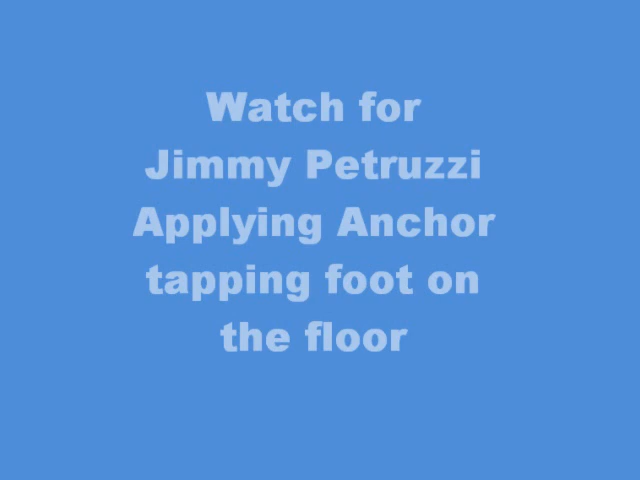 Watch for
Jimmy Petruzzi
Applying Anchor
tapping foot on
the floor